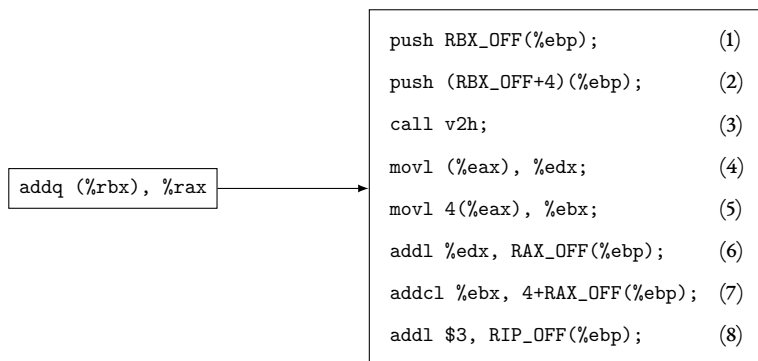 addq (%rbx), %rax
push RBX_OFF(%ebp); (1)
push (RBX_OFF+4)(%ebp); (2)
call v2h; (3)
movl (%eax), %edx; (4)
movl 4(%eax), %ebx; (5)
addl %edx, RAX_OFF(%ebp); (6)
addcl %ebx, 4+RAX_OFF(%ebp); (7)
addl $3, RIP_OFF(%ebp); (8)